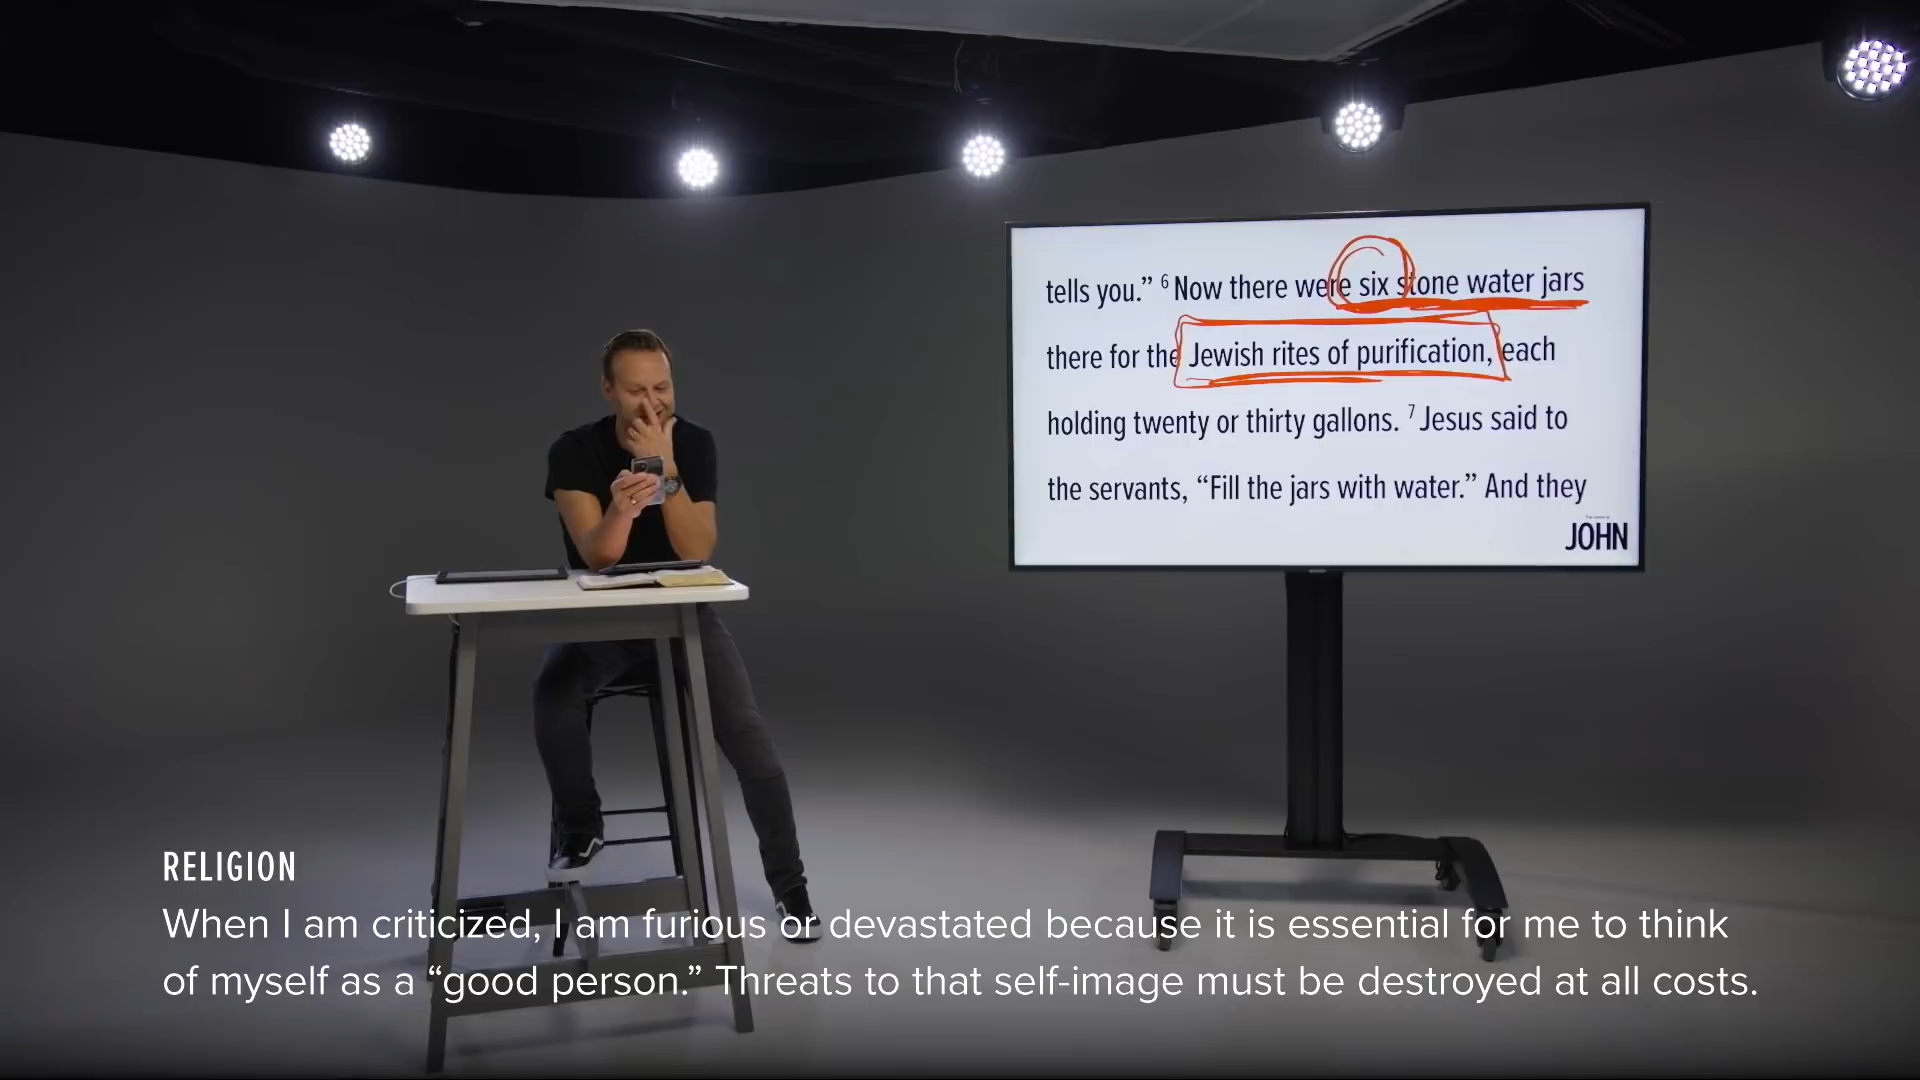 tells you.” 6 Now there were six stone water jars
there for the Jewish rites of purification, each
holding twenty or thirty gallons. 7 Jesus said to
the servants, “Fill the jars with water.” And they
JOHN
RELIGION
When I am criticized, I am furious or devastated because it is essential for me to think
of myself as a “good person.” Threats to that self-image must be destroyed at all costs.